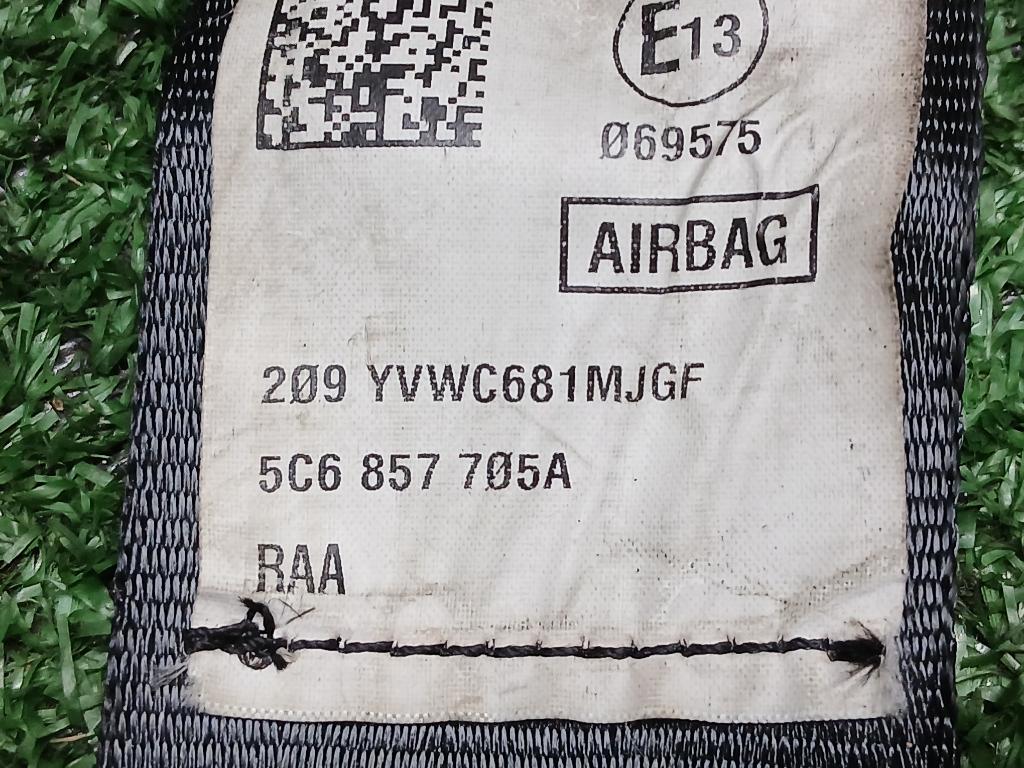 E13
Ø69575
AIRBAG
2Ø9 YVWC681MJGF
5C6 857 7Ø5A
RAA